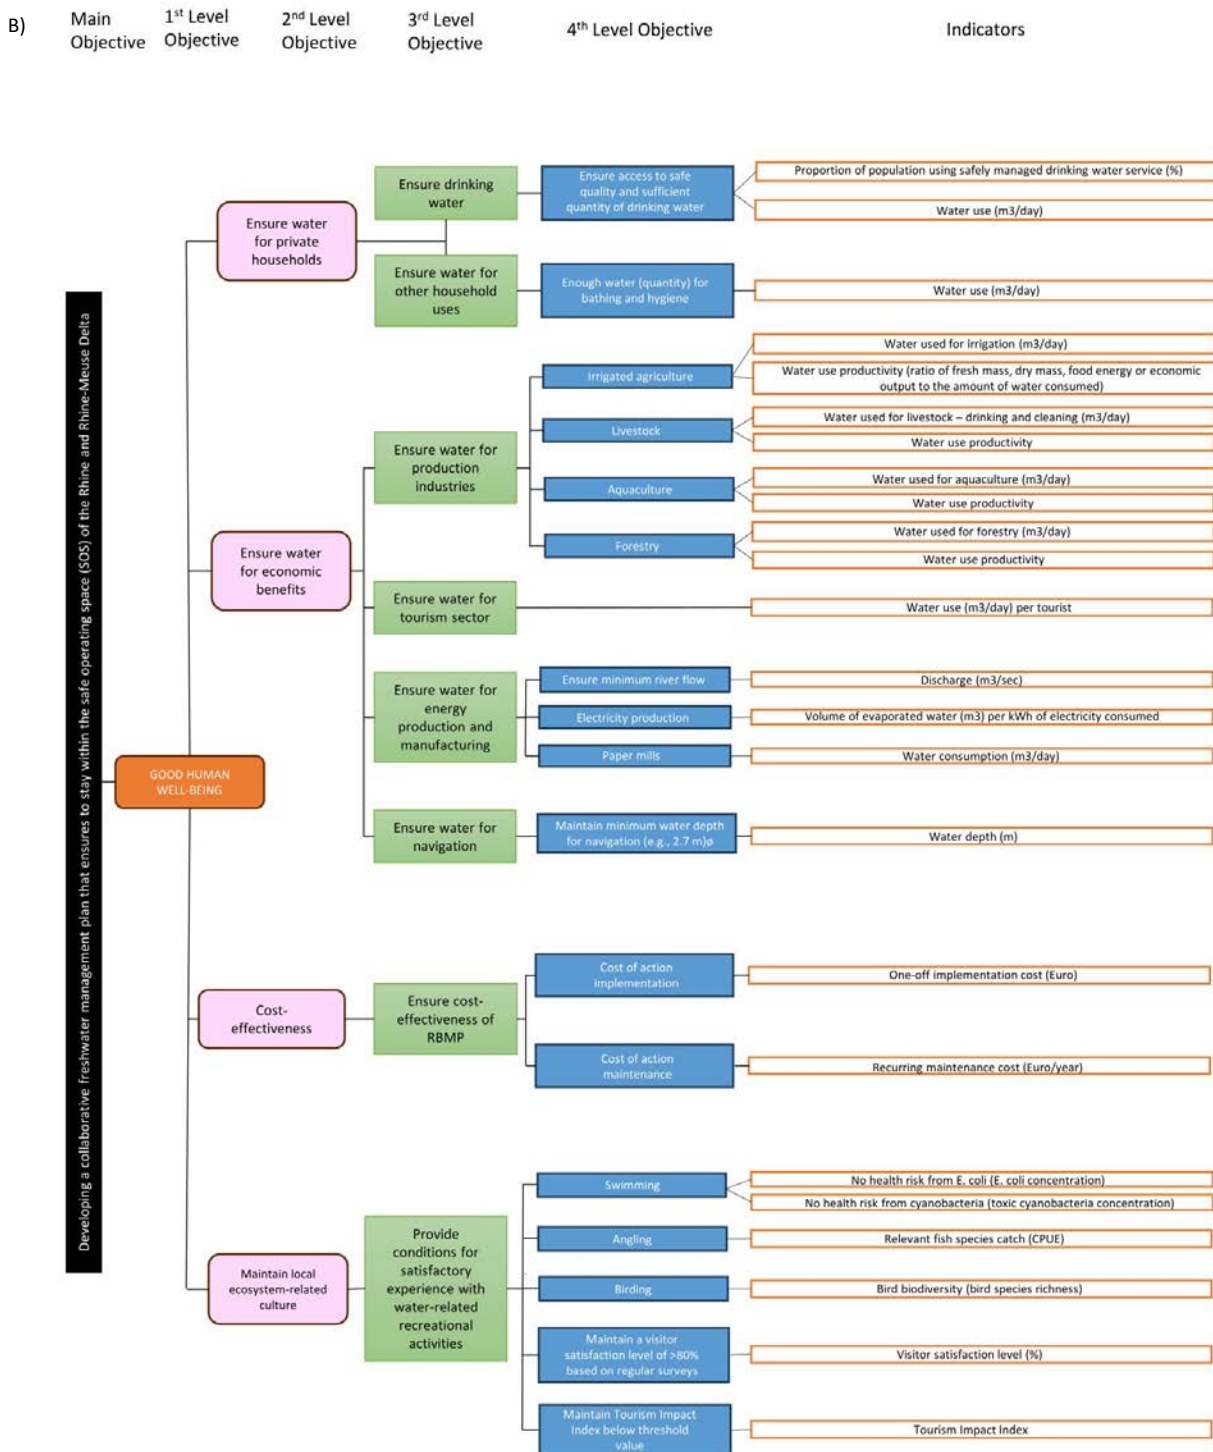 B)
Main
Objective
1st Level
Objective
2nd Level
Objective
3rd Level
Objective
4th Level Objective
Indicators
Developing a collaborative freshwater management plan that ensures to stay within the safe operating space (SOS) of the Rhine and Rhine-Meuse Delta
GOOD HUMAN
WELL-BEING
Ensure water
for private
households
Ensure drinking
water
Ensure access to safe
quality and sufficient
quantity of drinking water
Proportion of population using safely managed drinking water service (%)
Water use (m3/day)
Ensure water for
other household
uses
Enough water (quantity) for
bathing and hygiene
Water use (m3/day)
Ensure water
for economic
benefits
Ensure water for
production
industries
Irrigated agriculture
Water used for irrigation (m3/day)
Water use productivity (ratio of fresh mass, dry mass, food energy or economic
output to the amount of water consumed)
Livestock
Water used for livestock – drinking and cleaning (m3/day)
Water use productivity
Aquaculture
Water used for aquaculture (m3/day)
Water use productivity
Forestry
Water used for forestry (m3/day)
Water use productivity
Ensure water for
tourism sector
Water use (m3/day) per tourist
Ensure water for
energy
production and
manufacturing
Ensure minimum river flow
Discharge (m3/sec)
Electricity production
Volume of evaporated water (m3) per kWh of electricity consumed
Paper mills
Water consumption (m3/day)
Ensure water for
navigation
Maintain minimum water depth
for navigation (e.g., 2.7 m)ø
Water depth (m)
Cost-
effectiveness
Ensure cost-
effectiveness of
RBMP
Cost of action
implementation
One-off implementation cost (Euro)
Cost of action
maintenance
Recurring maintenance cost (Euro/year)
Maintain local
ecosystem-related
culture
Provide
conditions for
satisfactory
experience with
water-related
recreational
activities
Swimming
No health risk from E. coli (E. coli concentration)
No health risk from cyanobacteria (toxic cyanobacteria concentration)
Angling
Relevant fish species catch (CPUE)
Birding
Bird biodiversity (bird species richness)
Maintain a visitor
satisfaction level of >80%
based on regular surveys
Visitor satisfaction level (%)
Maintain Tourism Impact
Index below threshold
value
Tourism Impact Index